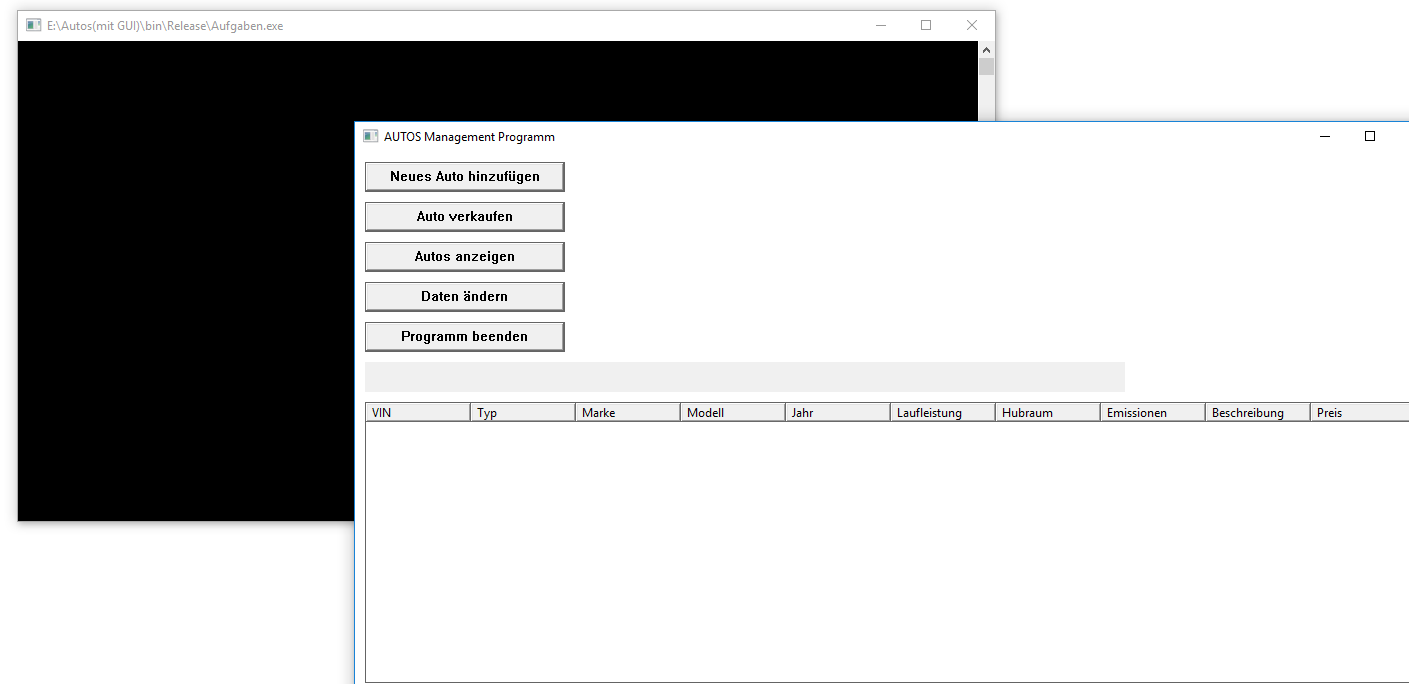 E:\Autos(mit GUI)\bin\Release\Aufgaben.exe
AUTOS Management Programm
Neues Auto hinzufügen
Auto verkaufen
Autos anzeigen
Daten ändern
Programm beenden
VIN Typ Marke Modell Jahr Laufleistung Hubraum Emissionen Beschreibung Preis